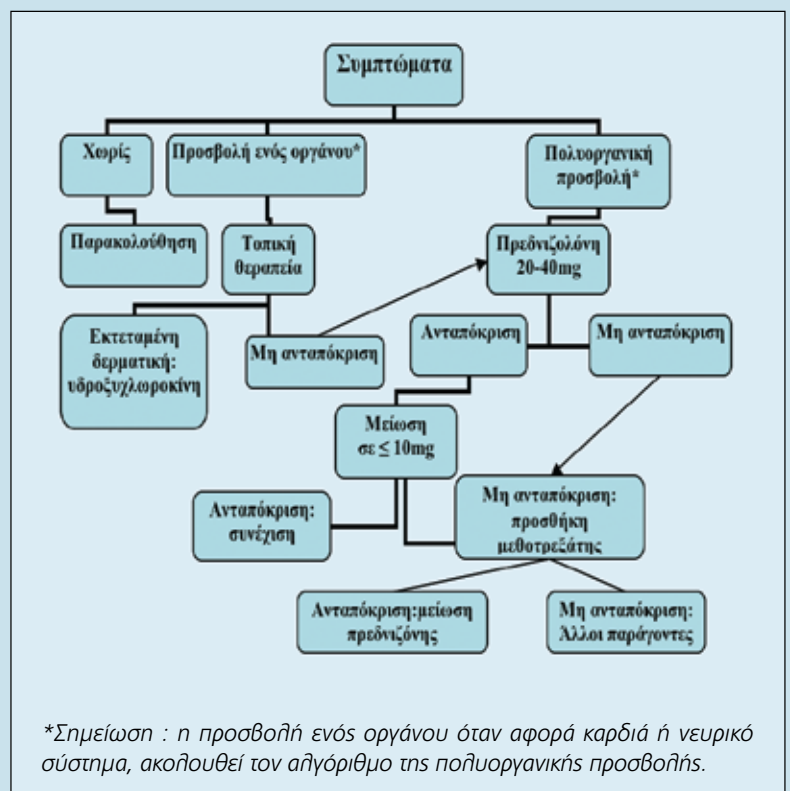 Συμπτώματα
Χωρίς
Προσβολή ενός οργάνου*
Πολυοργανική
προσβολή*
Παρακολούθηση
Τοπική
θεραπεία
Πρεδνιζολόνη
20-40mg
Εκτεταμένη
δερματική:
υδροξυχλωροκίνη
Μη ανταπόκριση
Ανταπόκριση
Μη ανταπόκριση
Μείωση
σε ≤ 10mg
Ανταπόκριση:
συνέχιση
Μη ανταπόκριση:
προσθήκη
μεθοτρεξάτης
Ανταπόκριση:μείωση
πρεδνιζόνης
Μη ανταπόκριση:
Άλλοι παράγοντες
*Σημείωση : η προσβολή ενός οργάνου όταν αφορά καρδιά ή νευρικό
σύστημα, ακολουθεί τον αλγόριθμο της πολυοργανικής προσβολής.